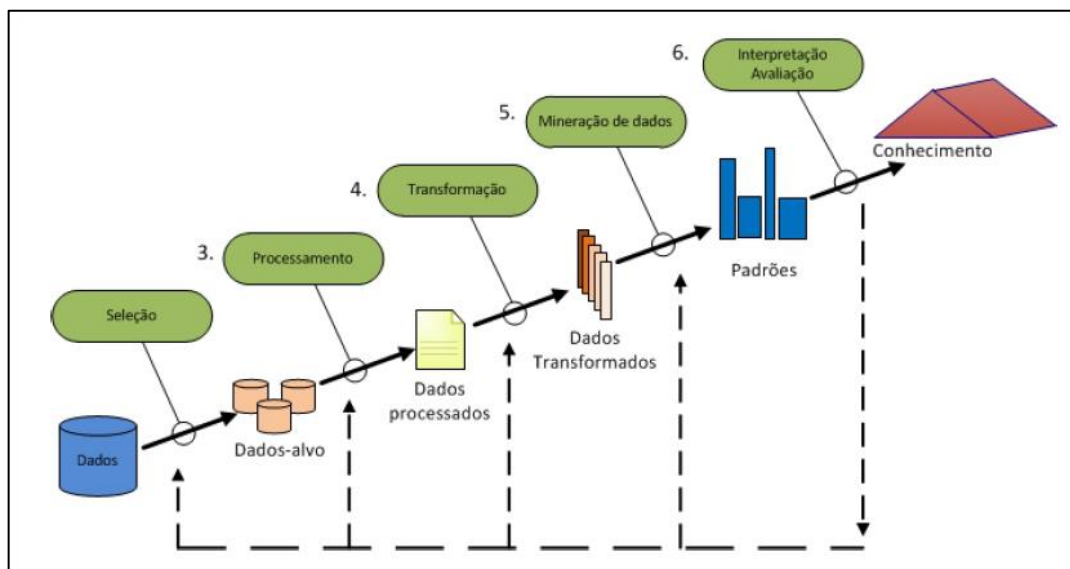 6.
Interpretação
Avaliação
5.
Mineração de dados
Conhecimento
4.
Transformação
3.
Processamento
Padrões
Seleção
Dados
Transformados
Dados
processados
Dados-alvo
Dados